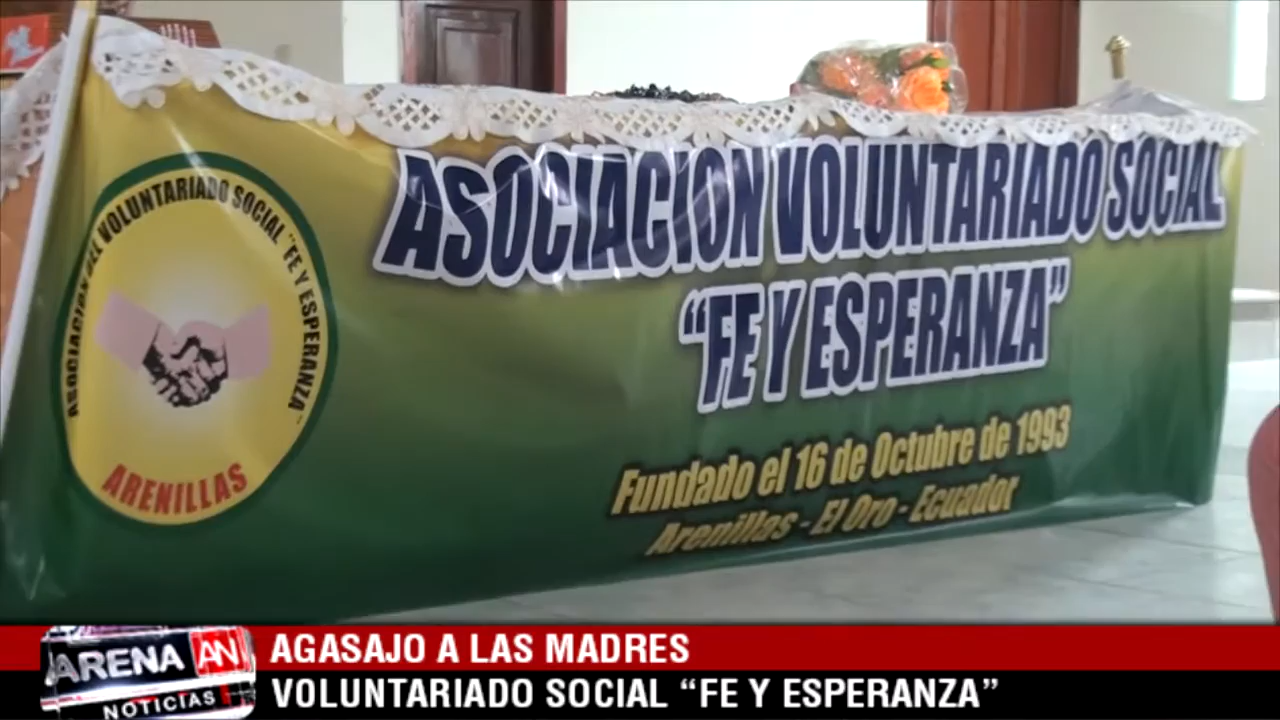 ASOCIACION VOLUNTARIADO SOCIAL
"FE Y ESPERANZA"
Fundado el 16 de Octubre de 1993
Arenillas - El Oro - Ecuador
ASOCIACION DEL VOLUNTARIADO SOCIAL "FE Y ESPERANZA"
ARENILLAS
ARENA AN
NOTICIAS
AGASAJO A LAS MADRES
VOLUNTARIADO SOCIAL “FE Y ESPERANZA”